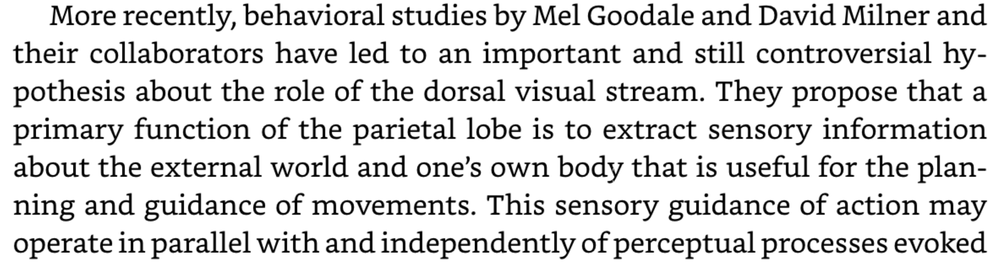 More recently, behavioral studies by Mel Goodale and David Milner and
their collaborators have led to an important and still controversial hy-
pothesis about the role of the dorsal visual stream. They propose that a
primary function of the parietal lobe is to extract sensory information
about the external world and one’s own body that is useful for the plan-
ning and guidance of movements. This sensory guidance of action may
operate in parallel with and independently of perceptual processes evoked